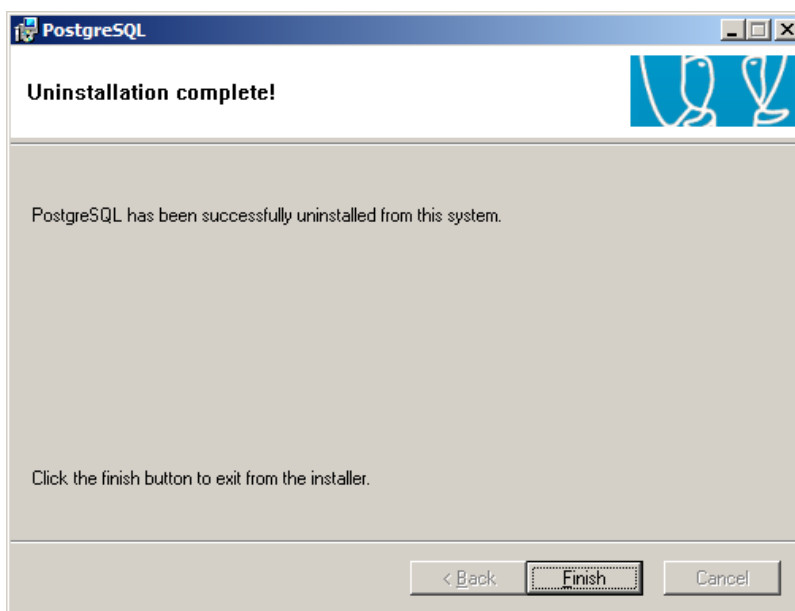 PostgreSQL
Uninstallation complete!
PostgreSQL has been successfully uninstalled from this system.
Click the finish button to exit from the installer.
< Back Finish Cancel